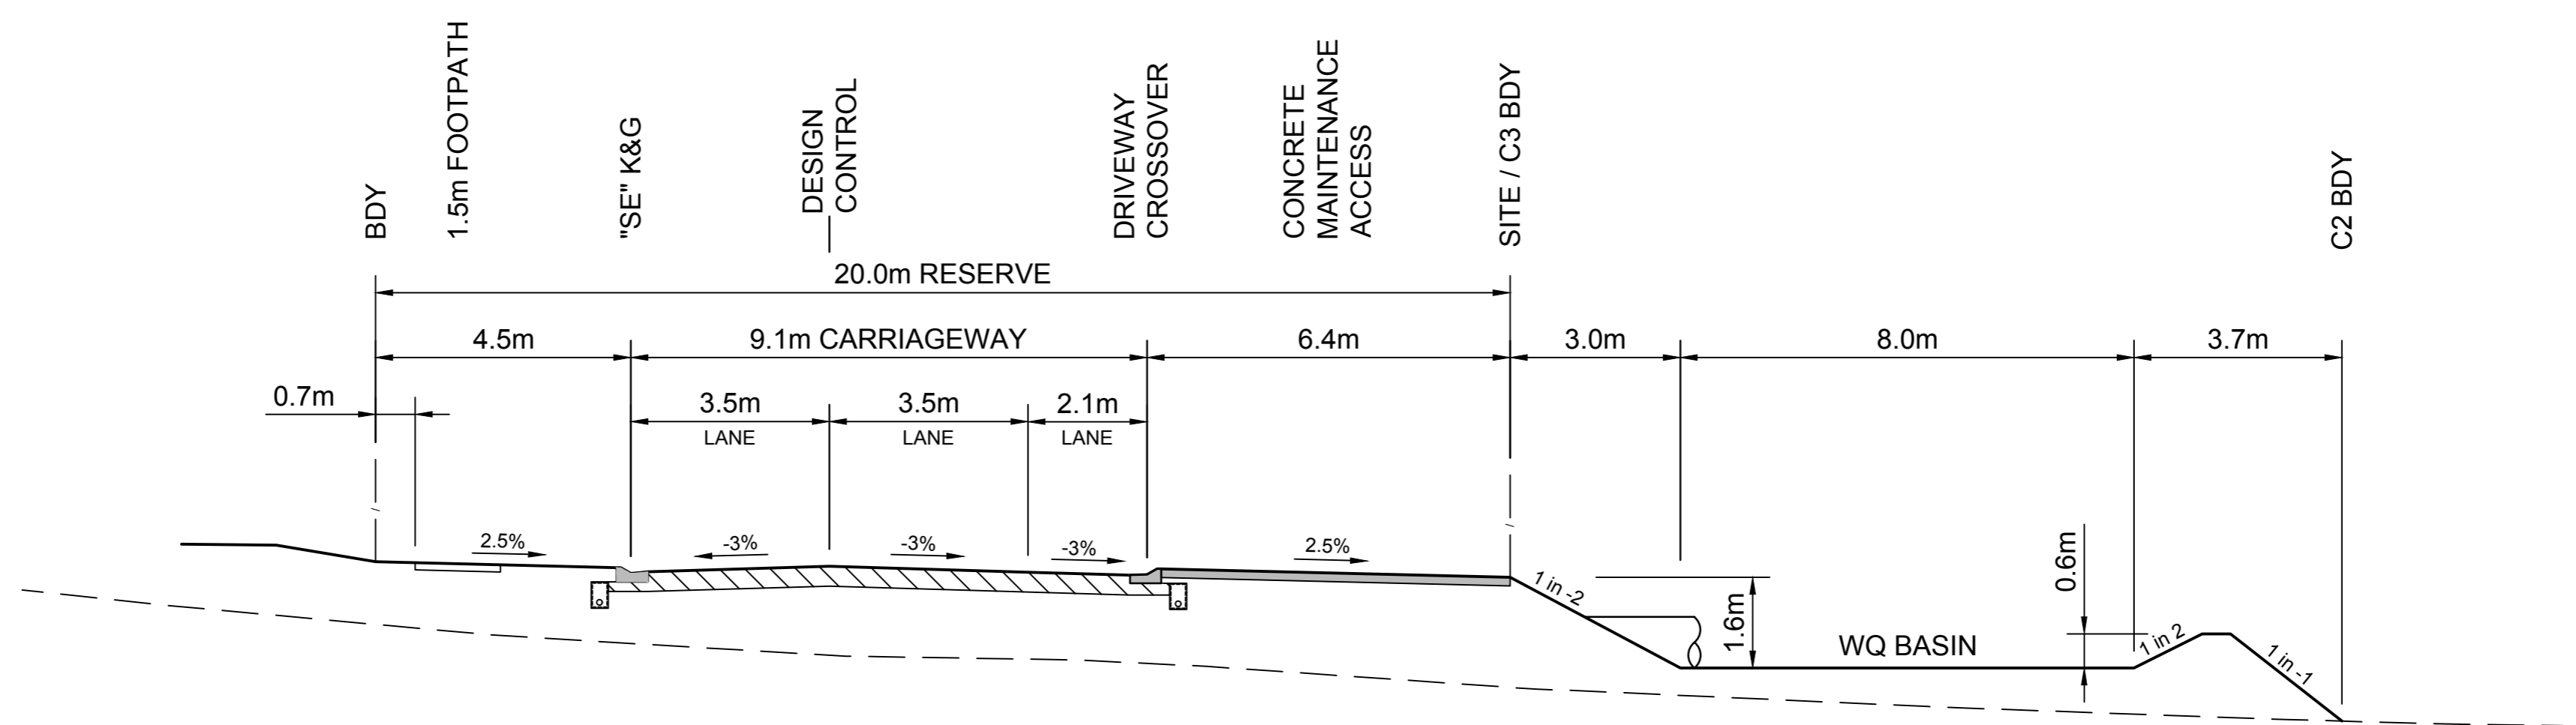 BDY
1.5m FOOTPATH
"SE" K&G
DESIGN
CONTROL
DRIVEWAY
CROSSOVER
CONCRETE
MAINTENANCE
ACCESS
SITE / C3 BDY
C2 BDY
20.0m RESERVE
4.5m
9.1m CARRIAGEWAY
6.4m
3.0m
8.0m
3.7m
0.7m
3.5m
LANE
3.5m
LANE
2.1m
LANE
2.5%
-3%
-3%
-3%
2.5%
1 in -2
1.6m
WQ BASIN
0.6m
1 in 2
1 in -1